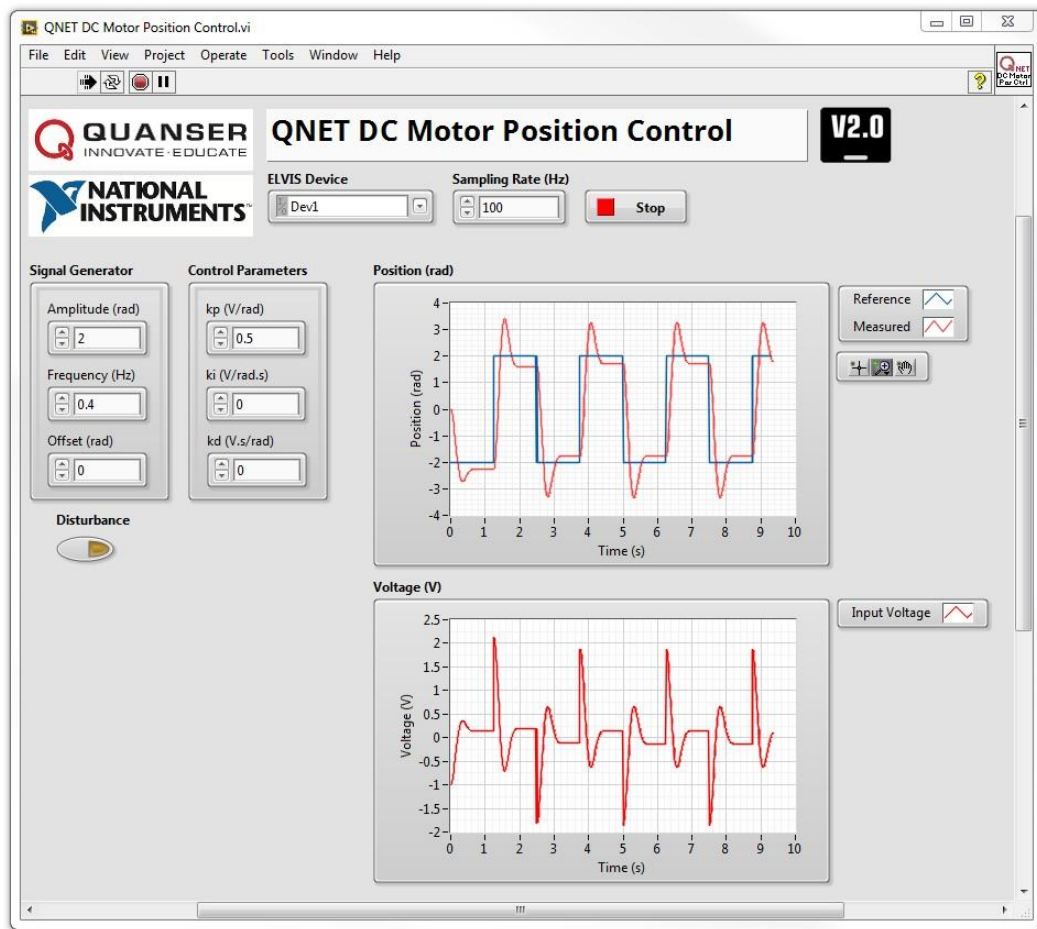 QNET DC Motor Position Control.vi
File Edit View Project Operate Tools Window Help
QNET
DC Motor
QUANSER
INNOVATE·EDUCATE
QNET DC Motor Position Control
V2.0
NATIONAL
INSTRUMENTS
ELVIS Device
Dev1
Sampling Rate (Hz)
100
Stop
Signal Generator
Amplitude (rad)
2
Frequency (Hz)
0.4
Offset (rad)
0
Disturbance
Control Parameters
kp (V/rad)
0.5
ki (V/rad.s)
0
kd (V.s/rad)
0
Position (rad)
4
3
2
1
0
-1
-2
-3
-4
Position (rad)
0 1 2 3 4 5 6 7 8 9 10
Time (s)
Reference
Measured
Voltage (V)
2.5
2
1.5
1
0.5
0
-0.5
-1
-1.5
-2
Voltage (V)
0 1 2 3 4 5 6 7 8 9 10
Time (s)
Input Voltage